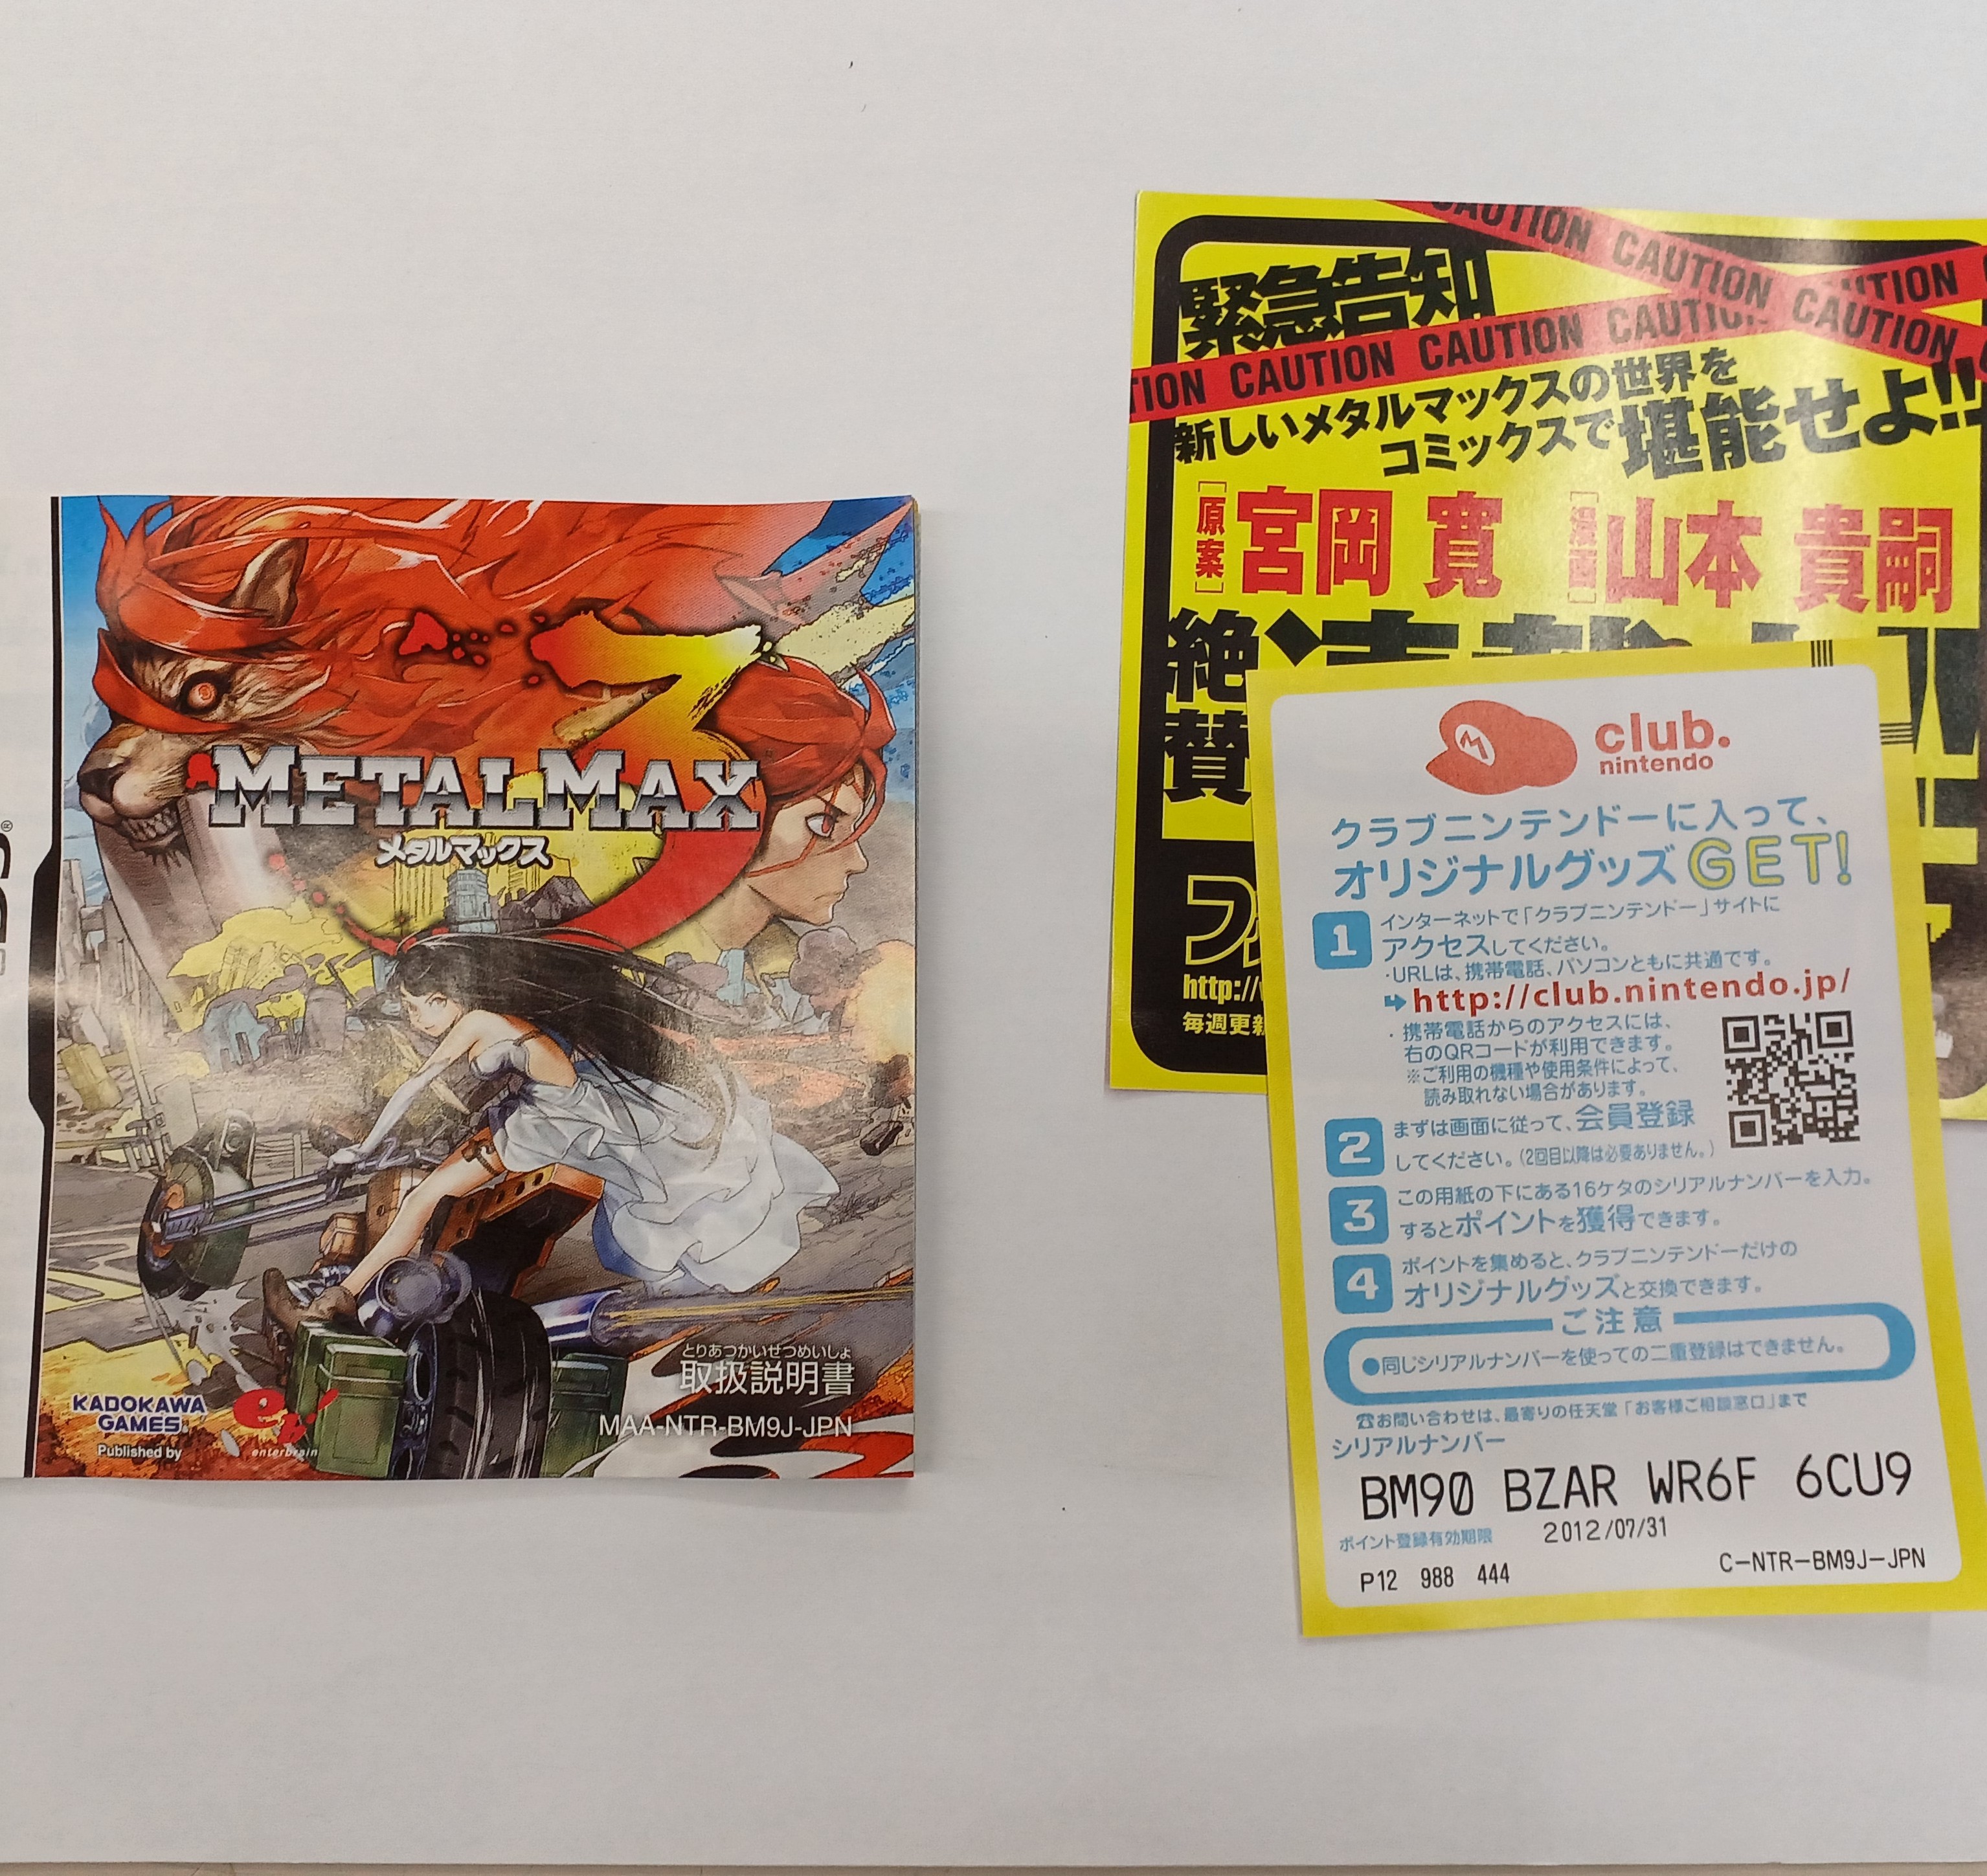 METALMAX
3
メタルマックス
とりあつかいせつめいしょ
取扱説明書
MAA-NTR-BM9J-JPN
KADOKAWA
GAMES
Published by
enterbrain
CAUTION CAUTION CAUTION
CAUTION CAUTION CAUTION
緊急告知
新しいメタルマックスの世界を
コミックスで堪能せよ!!
[原案] 宮岡 寛 [漫画] 山本 貴嗣
絶
賛
ファ
http://
毎週更新
club.
nintendo
クラブニンテンドーに入って、
オリジナルグッズGET!
1 インターネットで「クラブニンテンドー」サイトに
アクセスしてください。
・URLは、携帯電話、パソコンともに共通です。
http://club.nintendo.jp/
・携帯電話からのアクセスには、
右のQRコードが利用できます。
※ご利用の機種や使用条件によって、
読み取れない場合があります。
2 まずは画面に従って、会員登録
してください。(2回目以降は必要ありません。)
3 この用紙の下にある16ケタのシリアルナンバーを入力。
するとポイントを獲得できます。
4 ポイントを集めると、クラブニンテンドーだけの
オリジナルグッズと交換できます。
ご注意
●同じシリアルナンバーを使っての二重登録はできません。
☎お問い合わせは、最寄りの任天堂「お客様ご相談窓口」まで
シリアルナンバー
BM90 BZAR WR6F 6CU9
ポイント登録有効期限 2012/07/31
P12 988 444
C-NTR-BM9J-JPN